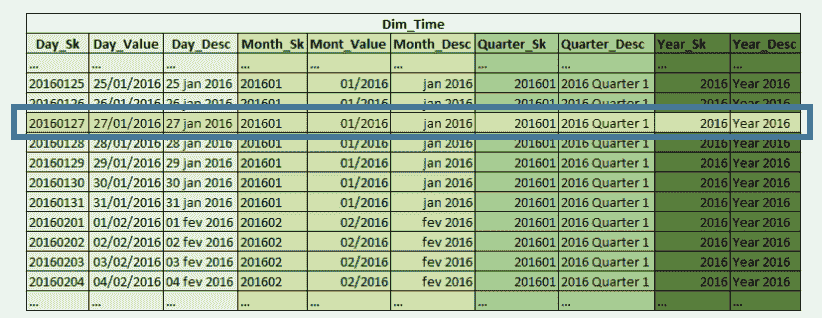 Dim_Time
Day_Sk Day_Value Day_Desc Month_Sk Mont_Value Month_Desc Quarter_Sk Quarter_Desc Year_Sk Year_Desc
... ... ... ... ... ... ... ... ... ...
20160125 25/01/2016 25 jan 2016 201601 01/2016 jan 2016 201601 2016 Quarter 1 2016 Year 2016
20160126 26/01/2016 26 jan 2016 201601 01/2016 jan 2016 201601 2016 Quarter 1 2016 Year 2016
20160127 27/01/2016 27 jan 2016 201601 01/2016 jan 2016 201601 2016 Quarter 1 2016 Year 2016
20160128 28/01/2016 28 jan 2016 201601 01/2016 jan 2016 201601 2016 Quarter 1 2016 Year 2016
20160129 29/01/2016 29 jan 2016 201601 01/2016 jan 2016 201601 2016 Quarter 1 2016 Year 2016
20160130 30/01/2016 30 jan 2016 201601 01/2016 jan 2016 201601 2016 Quarter 1 2016 Year 2016
20160131 31/01/2016 31 jan 2016 201601 01/2016 jan 2016 201601 2016 Quarter 1 2016 Year 2016
20160201 01/02/2016 01 fev 2016 201602 02/2016 fev 2016 201601 2016 Quarter 1 2016 Year 2016
20160202 02/02/2016 02 fev 2016 201602 02/2016 fev 2016 201601 2016 Quarter 1 2016 Year 2016
20160203 03/02/2016 03 fev 2016 201602 02/2016 fev 2016 201601 2016 Quarter 1 2016 Year 2016
20160204 04/02/2016 04 fev 2016 201602 02/2016 fev 2016 201601 2016 Quarter 1 2016 Year 2016
... ... ... ... ... ... ... ... ... ...